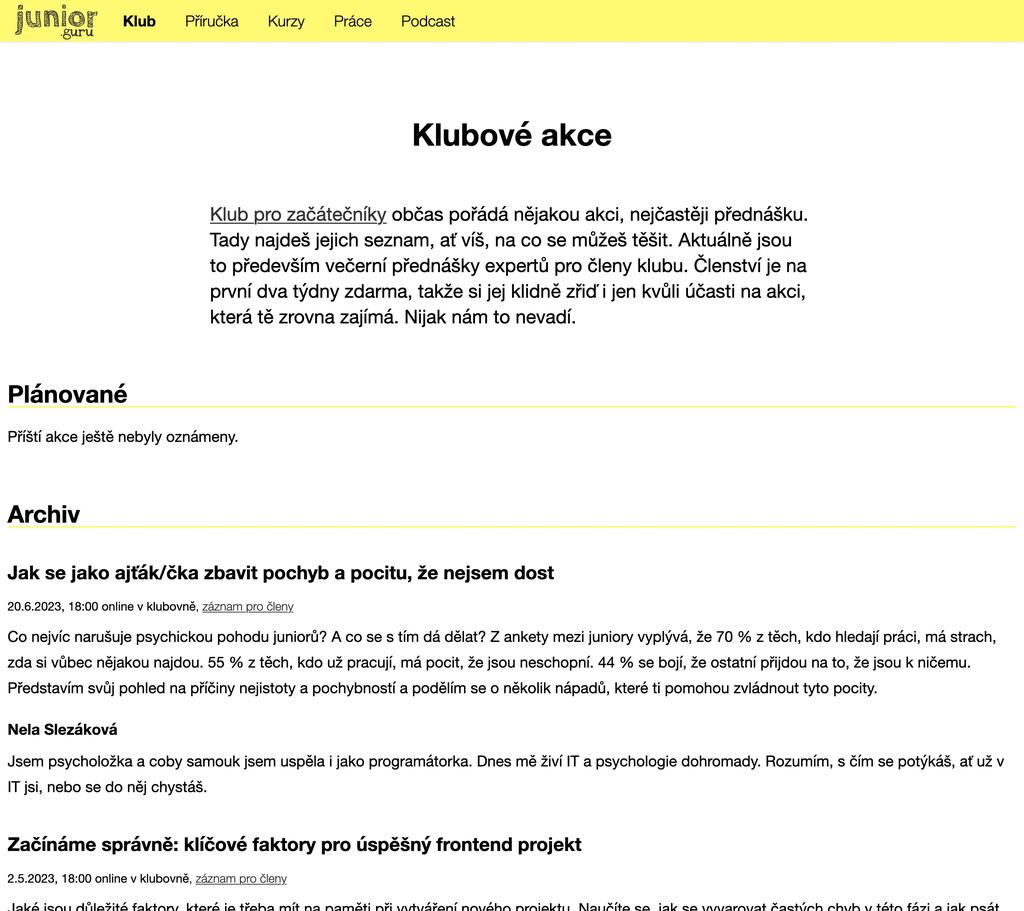 junior
.guru
Klub Příručka Kurzy Práce Podcast
Klubové akce
Klub pro začátečníky občas pořádá nějakou akci, nejčastěji přednášku.
Tady najdeš jejich seznam, ať víš, na co se můžeš těšit. Aktuálně jsou
to především večerní přednášky expertů pro členy klubu. Členství je na
první dva týdny zdarma, takže si jej klidně zřiď i jen kvůli účasti na akci,
která tě zrovna zajímá. Nijak nám to nevadí.
Plánované
Příští akce ještě nebyly oznámeny.
Archiv
Jak se jako ajťák/čka zbavit pochyb a pocitu, že nejsem dost
20.6.2023, 18:00 online v klubovně, záznam pro členy
Co nejvíc narušuje psychickou pohodu juniorů? A co se s tím dá dělat? Z ankety mezi juniory vyplývá, že 70 % z těch, kdo hledají práci, má strach,
zda si vůbec nějakou najdou. 55 % z těch, kdo už pracují, má pocit, že jsou neschopní. 44 % se bojí, že ostatní přijdou na to, že jsou k ničemu.
Představím svůj pohled na příčiny nejistoty a pochybností a podělím se o několik nápadů, které ti pomohou zvládnout tyto pocity.
Nela Slezáková
Jsem psycholožka a coby samouk jsem uspěla i jako programátorka. Dnes mě živí IT a psychologie dohromady. Rozumím, s čím se potýkáš, ať už v
IT jsi, nebo se do něj chystáš.
Začínáme správně: klíčové faktory pro úspěšný frontend projekt
2.5.2023, 18:00 online v klubovně, záznam pro členy
Jaké jsou důležité faktory, které je třeba mít na paměti při vytváření nového projektu. Naučíte se, jak se vyvarovat častých chyb v této fázi a jak psát